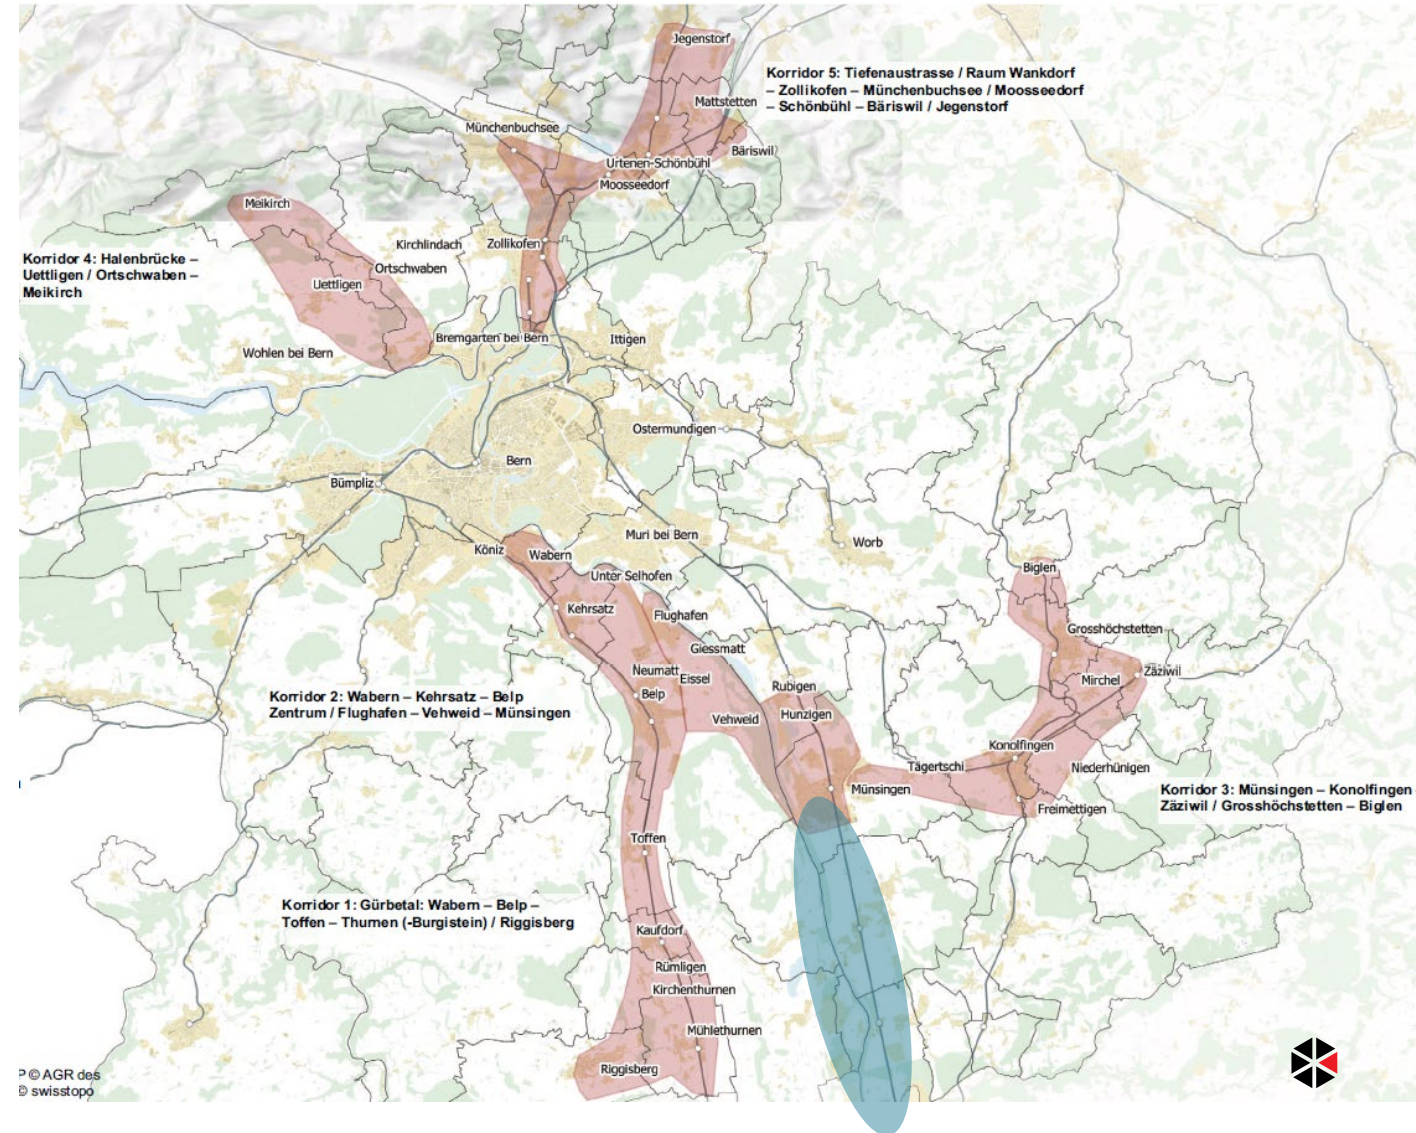 Jegenstorf
Korridor 5: Tiefenaustrasse / Raum Wankdorf
– Zollikofen – Münchenbuchsee / Moosseedorf
– Schönbühl – Bäriswil / Jegenstorf
Mattstetten
Münchenbuchsee
Bäriswil
Urtenen-Schönbühl
Moosseedorf
Meikirch
Kirchlindach
Zollikofen
Korridor 4: Halenbrücke –
Uettligen / Ortschwaben –
Meikirch
Ortschwaben
Uettligen
Bremgarten bei Bern
Ittigen
Wohlen bei Bern
Ostermundigen
Bern
Bümpliz
Muri bei Bern
Worb
Köniz
Wabern
Biglen
Unter Selhofen
Kehrsatz
Flughafen
Grosshöchstetten
Giessmatt
Neumatt
Eissel
Zäziwil
Mirchel
Rubigen
Belp
Korridor 2: Wabern – Kehrsatz – Belp
Zentrum / Flughafen – Vehweid – Münsingen
Vehweid
Hunzigen
Konolfingen
Tägertschi
Niederhünigen
Münsingen
Korridor 3: Münsingen – Konolfingen
Zäziwil / Grosshöchstetten – Biglen
Freimettigen
Toffen
Korridor 1: Gürbetal: Wabern – Belp –
Toffen – Thurnen (-Burgistein) / Riggisberg
Kaufdorf
Rümligen
Kirchenthurnen
Mühlethurnen
Riggisberg
P © AGR des
© swisstopo